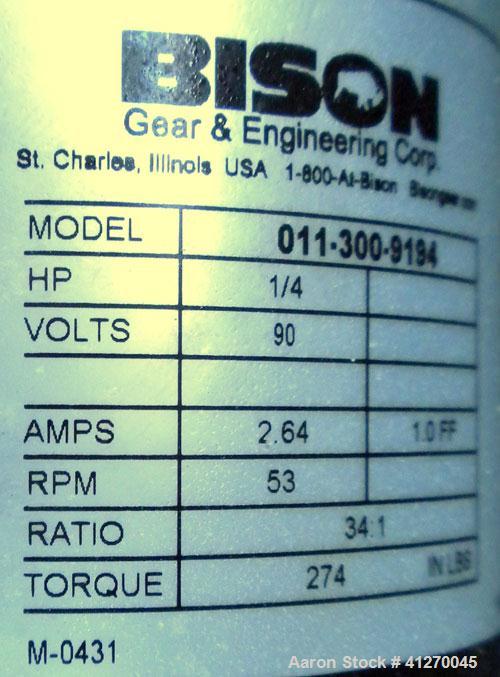 BISON
Gear & Engineering Corp.
St. Charles, Illinois USA 1-800-At-Bison Bisongear.com
MODEL 011-300-9194
HP 1/4
VOLTS 90
AMPS 2.64 1.0 FF
RPM 53
RATIO 34:1
TORQUE 274 IN LBS
M-0431
Aaron Stock # 41270045